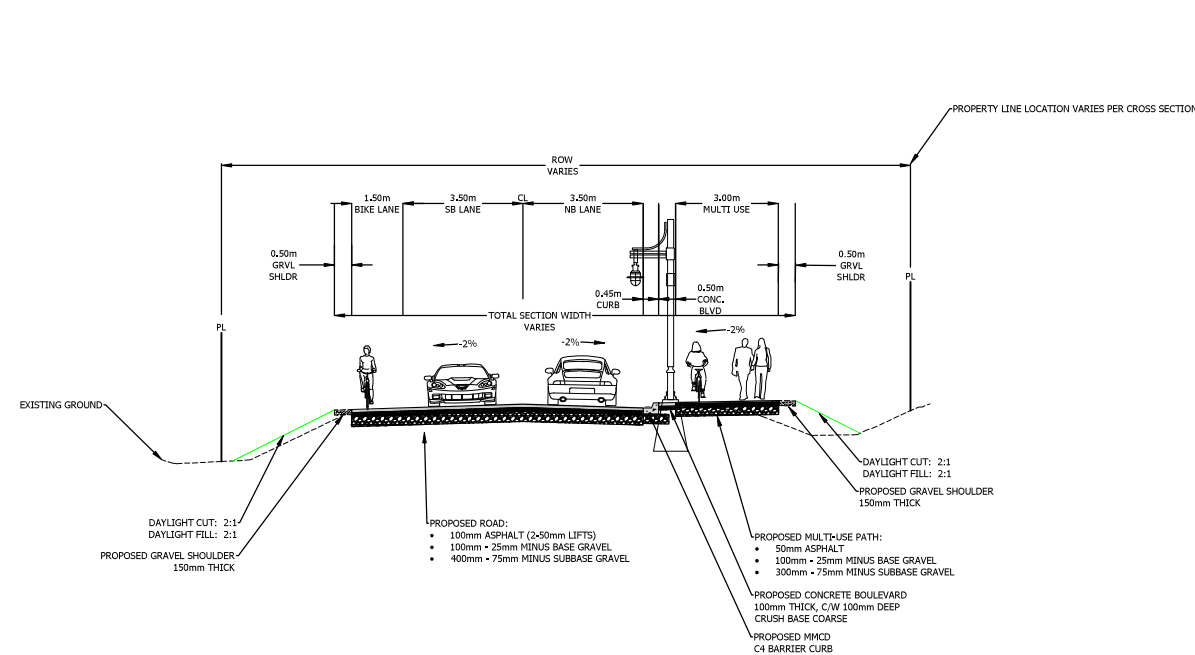 PROPERTY LINE LOCATION VARIES PER CROSS SECTION
ROW
VARIES
1.50m
BIKE LANE
3.50m
SB LANE
CL
3.50m
NB LANE
3.00m
MULTI USE
0.50m
GRVL
SHLDR
0.50m
GRVL
SHLDR
PL
0.45m
CURB
0.50m
CONC.
BLVD
TOTAL SECTION WIDTH
VARIES
PL
-2%
-2%
-2%
EXISTING GROUND
DAYLIGHT CUT: 2:1
DAYLIGHT FILL: 2:1
PROPOSED GRAVEL SHOULDER
150mm THICK
DAYLIGHT CUT: 2:1
DAYLIGHT FILL: 2:1
PROPOSED GRAVEL SHOULDER
150mm THICK
PROPOSED ROAD:
• 100mm ASPHALT (2-50mm LIFTS)
• 100mm - 25mm MINUS BASE GRAVEL
• 400mm - 75mm MINUS SUBBASE GRAVEL
PROPOSED MULTI-USE PATH:
• 50mm ASPHALT
• 100mm - 25mm MINUS BASE GRAVEL
• 300mm - 75mm MINUS SUBBASE GRAVEL
PROPOSED CONCRETE BOULEVARD
100mm THICK, C/W 100mm DEEP
CRUSH BASE COARSE
PROPOSED MMCD
C4 BARRIER CURB